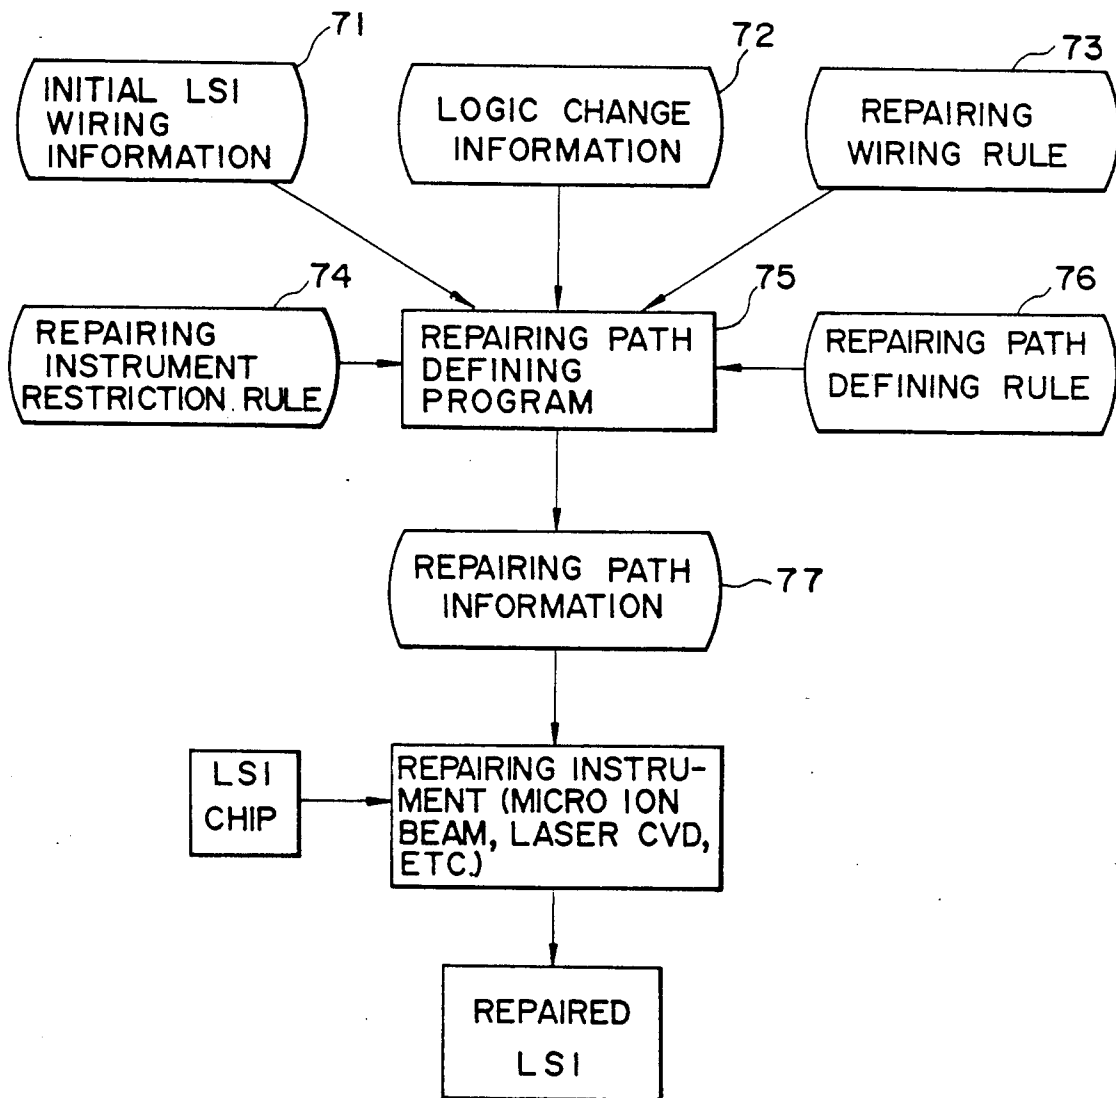 71
INITIAL LSI
WIRING
INFORMATION
72
LOGIC CHANGE
INFORMATION
73
REPAIRING
WIRING RULE
74
REPAIRING
INSTRUMENT
RESTRICTION RULE
75
REPAIRING PATH
DEFINING
PROGRAM
76
REPAIRING PATH
DEFINING RULE
REPAIRING PATH
INFORMATION
77
LSI
CHIP
REPAIRING INSTRU-
MENT (MICRO ION
BEAM, LASER CVD,
ETC.)
REPAIRED
LSI